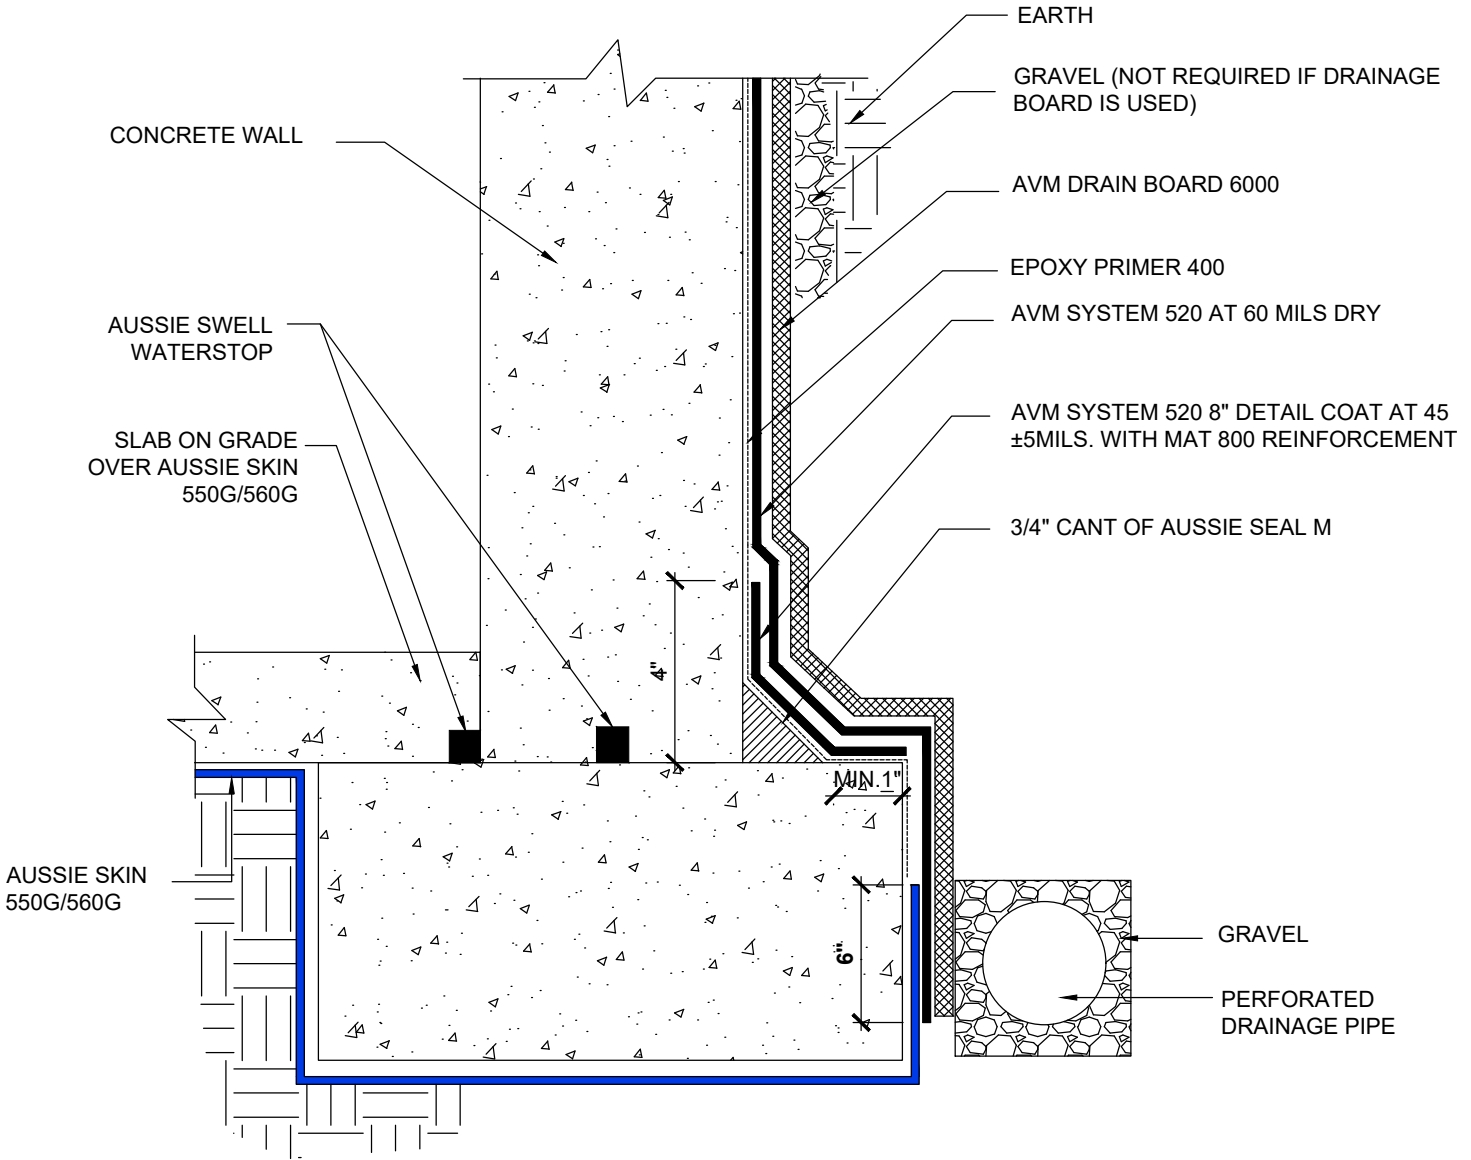 EARTH
GRAVEL (NOT REQUIRED IF DRAINAGE
BOARD IS USED)
CONCRETE WALL
AVM DRAIN BOARD 6000
EPOXY PRIMER 400
AVM SYSTEM 520 AT 60 MILS DRY
AUSSIE SWELL
WATERSTOP
AVM SYSTEM 520 8" DETAIL COAT AT 45
±5MILS. WITH MAT 800 REINFORCEMENT
SLAB ON GRADE
OVER AUSSIE SKIN
550G/560G
3/4" CANT OF AUSSIE SEAL M
4"
MIN.1"
AUSSIE SKIN
550G/560G
6"
GRAVEL
PERFORATED
DRAINAGE PIPE